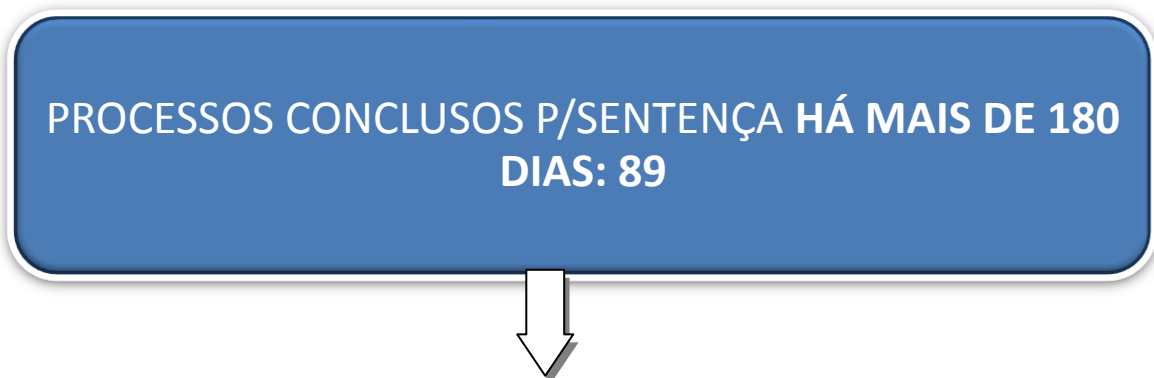 PROCESSOS CONCLUSOS P/SENTENÇA HÁ MAIS DE 180
DIAS: 89